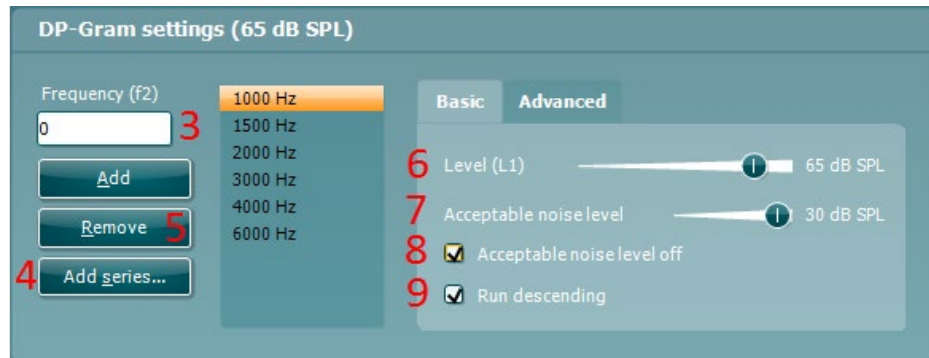 DP-Gram settings (65 dB SPL)
Frequency (f2)
0
3
Add
Remove
5
4
Add series...
1000 Hz
1500 Hz
2000 Hz
3000 Hz
4000 Hz
6000 Hz
Basic
Advanced
6
Level (L1)
65 dB SPL
7
Acceptable noise level
30 dB SPL
8
Acceptable noise level off
9
Run descending